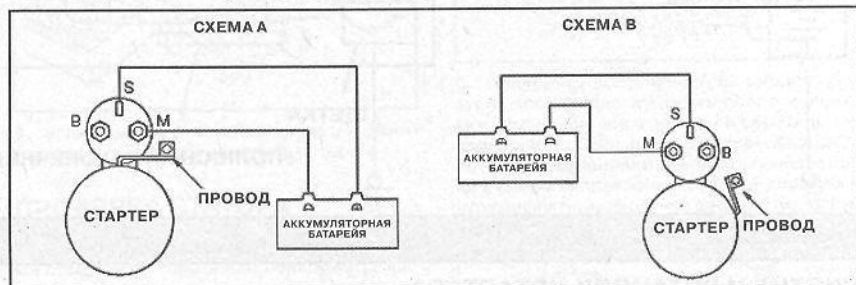 СХЕМА А
S
В
М
ПРОВОД
СТАРТЕР
АККУМУЛЯТОРНАЯ
БАТАРЕЙЯ
СХЕМА В
S
АККУМУЛЯТОРНАЯ
БАТАРЕЙЯ
М
В
СТАРТЕР
ПРОВОД